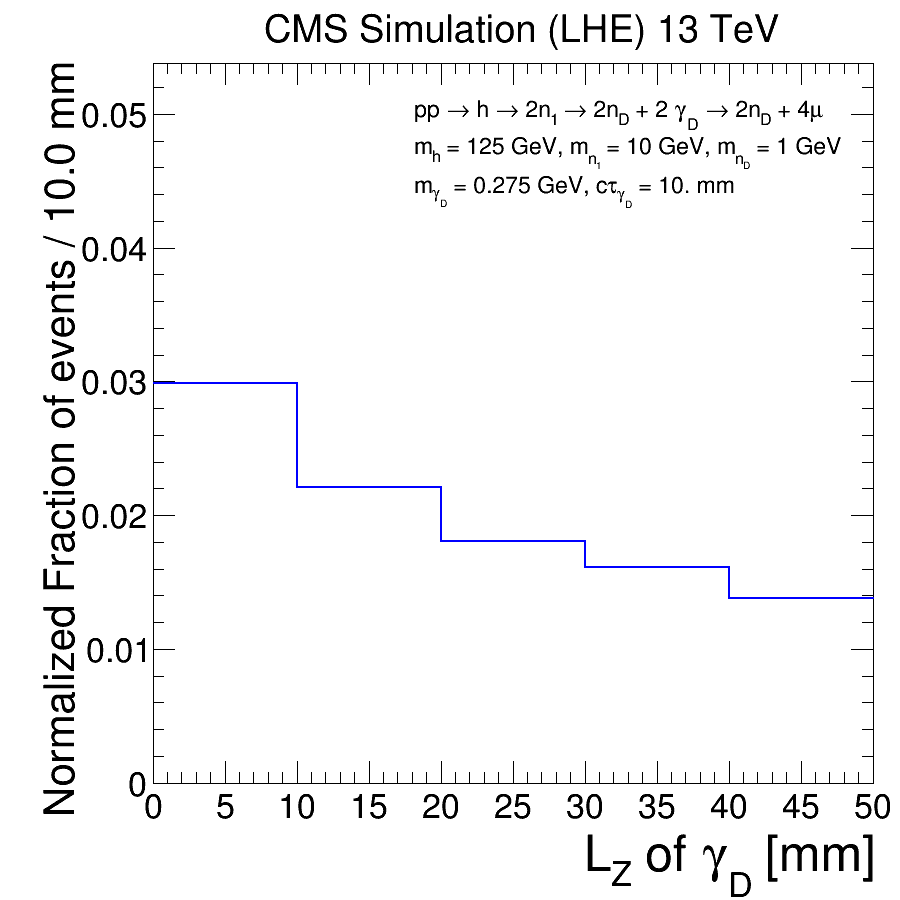 CMS Simulation (LHE) 13 TeV
pp → h → 2n1 → 2nD + 2 γD → 2nD + 4μ
mh = 125 GeV, mn1 = 10 GeV, mnD = 1 GeV
mγD = 0.275 GeV, cτγD = 10. mm
Normalized Fraction of events / 10.0 mm
0.05
0.04
0.03
0.02
0.01
0
0 5 10 15 20 25 30 35 40 45 50
LZ of γD [mm]